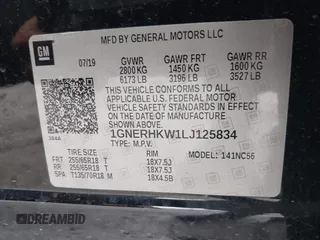 GM
MFD BY GENERAL MOTORS LLC
07/19
GVWR GAWR FRT GAWR RR
2800KG 1450 KG 1600 KG
6173 LB 3196 LB 3527 LB
THIS VEHICLE CONFORMS TO ALL
APPLICABLE U.S. FEDERAL MOTOR
VEHICLE SAFETY STANDARDS IN EFFECT ON
THE DATE OF MANUFACTURE SHOWN ABOVE.
1GNERHKW1LJ125834
TYPE: M.P.V. MODEL: 141NC56
TIRE SIZE RIM
FRT 255/65R18 T 18X7.5J
RR 255/65R18 T 18X7.5J
SPA T135/70R18 M 18X4.5B
DREAMBID